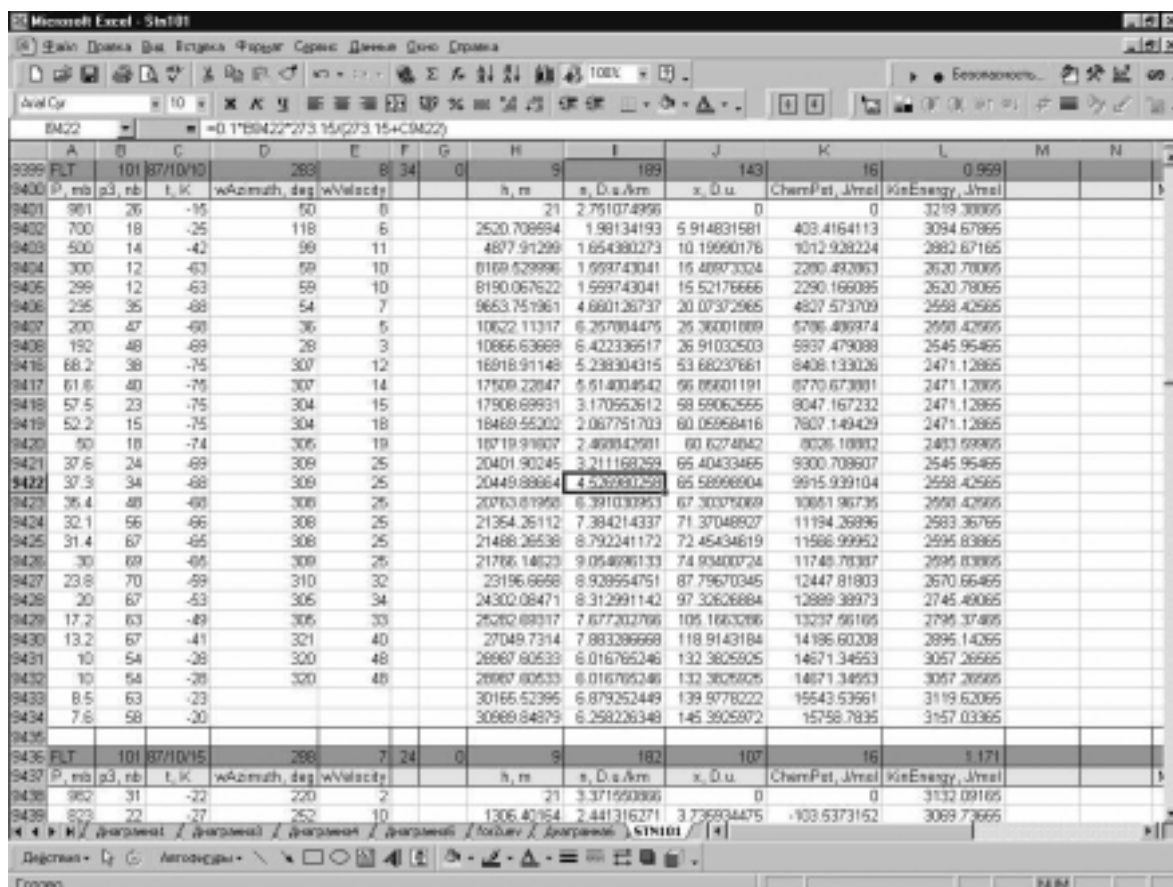 Microsoft Excel - Stn101
Файл Правка Вид Вставка Формат Сервис Данные Окно Справка
100% Безопасность...
Arial Cyr 10 Ж К Ч
I9422 = =0.1*B9422*273.15/(273.15+C9422)
A B C D E F G H I J K L M N
9399 FLT 101 87/10/10 283 8 34 0 9 189 143 16 0.969
9400 P, mb p3, nb t, K wAzimuth, deg wVelocity h, m n, D.u./km x, D.u. ChemPot, J/mol KinEnergy, J/mol
9401 981 26 -15 50 8 21 2.751074956 0 0 3219.38865
9402 700 18 -25 118 6 2520.708594 1.98134193 5.914831581 403.4164113 3094.67865
9403 500 14 -42 99 11 4877.91299 1.654380273 10.19990176 1012.928224 2882.67165
9404 300 12 -63 59 10 8169.529996 1.559743041 15.48973324 2280.492863 2620.78065
9405 299 12 -63 59 10 8190.067622 1.559743041 15.52176666 2290.166085 2620.78065
9406 235 35 -68 54 7 9653.751961 4.660126737 20.07372965 4827.573709 2558.42565
9407 200 47 -68 36 5 10622.11317 6.257884475 25.36001889 5786.486974 2558.42565
9408 192 48 -69 28 3 10866.63669 6.422336517 26.91032503 5937.479088 2545.95465
9416 68.2 38 -75 307 12 16918.91148 5.238304315 53.68237661 8408.133026 2471.12865
9417 61.6 40 -75 307 14 17509.22847 5.514004542 56.85601191 8770.673881 2471.12865
9418 57.5 23 -75 304 15 17908.69931 3.170552612 58.59062555 8047.167232 2471.12865
9419 52.2 15 -75 304 18 18469.55202 2.067751703 60.05958416 7607.149429 2471.12865
9420 50 18 -74 305 19 18719.91607 2.468842681 60.6274842 8026.18882 2483.59965
9421 37.6 24 -69 309 25 20401.90245 3.211168259 65.40433465 9300.708607 2545.95465
9422 37.3 34 -68 309 25 20449.88664 4.526980258 65.58998904 9915.939104 2558.42565
9423 35.4 48 -68 308 25 20763.81958 6.391030953 67.30375069 10651.96735 2558.42565
9424 32.1 56 -66 308 25 21354.26112 7.384214337 71.37048927 11194.26896 2583.36765
9425 31.4 67 -65 308 25 21488.26538 8.792241172 72.45434619 11566.99952 2595.83865
9426 30 69 -65 309 25 21766.14623 9.054696133 74.93400724 11748.78387 2595.83865
9427 23.8 70 -59 310 32 23196.6658 8.928554751 87.79670345 12447.81803 2670.66465
9428 20 67 -53 305 34 24302.08471 8.312991142 97.32626884 12889.38973 2745.49065
9429 17.2 63 -49 305 33 25282.69317 7.677202766 105.1663286 13237.56165 2795.37465
9430 13.2 67 -41 321 40 27049.7314 7.883286668 118.9143184 14186.60208 2895.14265
9431 10 54 -28 320 48 28987.60533 6.016765246 132.3825925 14671.34553 3057.26565
9432 10 54 -28 320 48 28987.60533 6.016765246 132.3825925 14671.34553 3057.26565
9433 8.5 63 -23 30165.52395 6.879252449 139.9778222 15543.53561 3119.62065
9434 7.6 58 -20 30989.84879 6.258226348 145.3925972 15758.7835 3157.03365
9435
9436 FLT 101 87/10/15 288 7 24 0 9 182 107 16 1.171
9437 P, mb p3, nb t, K wAzimuth, deg wVelocity h, m n, D.u./km x, D.u. ChemPot, J/mol KinEnergy, J/mol
9438 982 31 -22 220 2 21 3.371550866 0 0 3132.09165
9439 823 22 -27 252 10 1306.40164 2.441316271 3.735934475 -103.5373152 3069.73665
Диаграмма1 Диаграмма3 Диаграмма4 Диаграмма5 Диаграмма6 STN101
Действия Автофигуры
Готово NUM